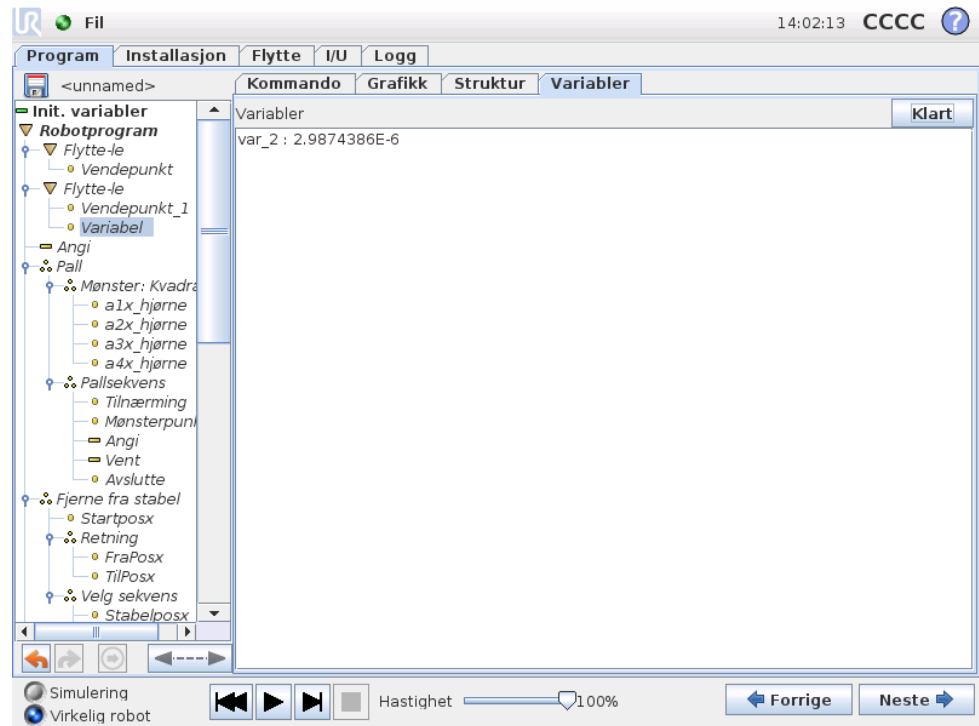 UR Fil 14:02:13 CCCC ?
Program Installasjon Flytte I/U Logg
<unnamed>
Kommando Grafikk Struktur Variabler
Init. variabler
Robotprogram
Flytte-le
Vendepunkt
Flytte-le
Vendepunkt_1
Variabel
Angi
Pall
Mønster: Kvadra
a1x_hjørne
a2x_hjørne
a3x_hjørne
a4x_hjørne
Pallsekvens
Tilnærming
Mønsterpun
Angi
Vent
Avslutte
Fjerne fra stabel
Startposx
Retning
FraPosx
TilPosx
Velg sekvens
Stabelposx
Variabler Klart
var_2 : 2.9874386E-6
Simulering
Virkelig robot
Hastighet 100%
Forrige Neste